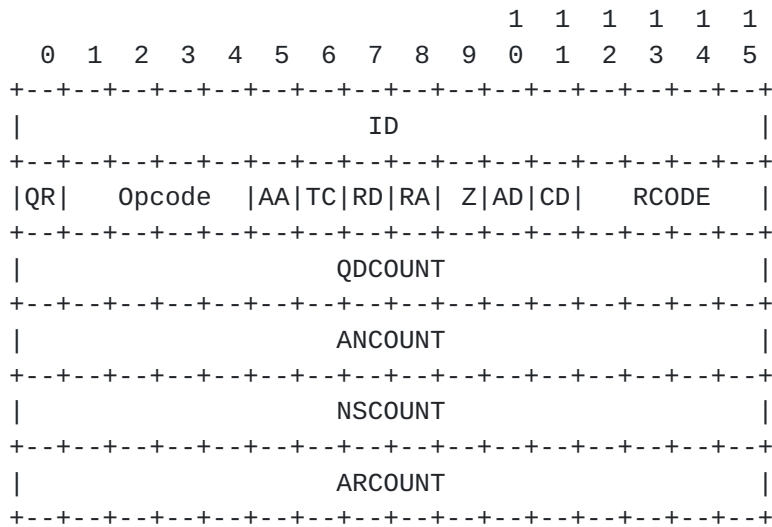 1  1  1  1  1  1
  0  1  2  3  4  5  6  7  8  9  0  1  2  3  4  5
+--+--+--+--+--+--+--+--+--+--+--+--+--+--+--+--+
|                      ID                       |
+--+--+--+--+--+--+--+--+--+--+--+--+--+--+--+--+
|QR|   Opcode  |AA|TC|RD|RA| Z|AD|CD|   RCODE   |
+--+--+--+--+--+--+--+--+--+--+--+--+--+--+--+--+
|                    QDCOUNT                    |
+--+--+--+--+--+--+--+--+--+--+--+--+--+--+--+--+
|                    ANCOUNT                    |
+--+--+--+--+--+--+--+--+--+--+--+--+--+--+--+--+
|                    NSCOUNT                    |
+--+--+--+--+--+--+--+--+--+--+--+--+--+--+--+--+
|                    ARCOUNT                    |
+--+--+--+--+--+--+--+--+--+--+--+--+--+--+--+--+